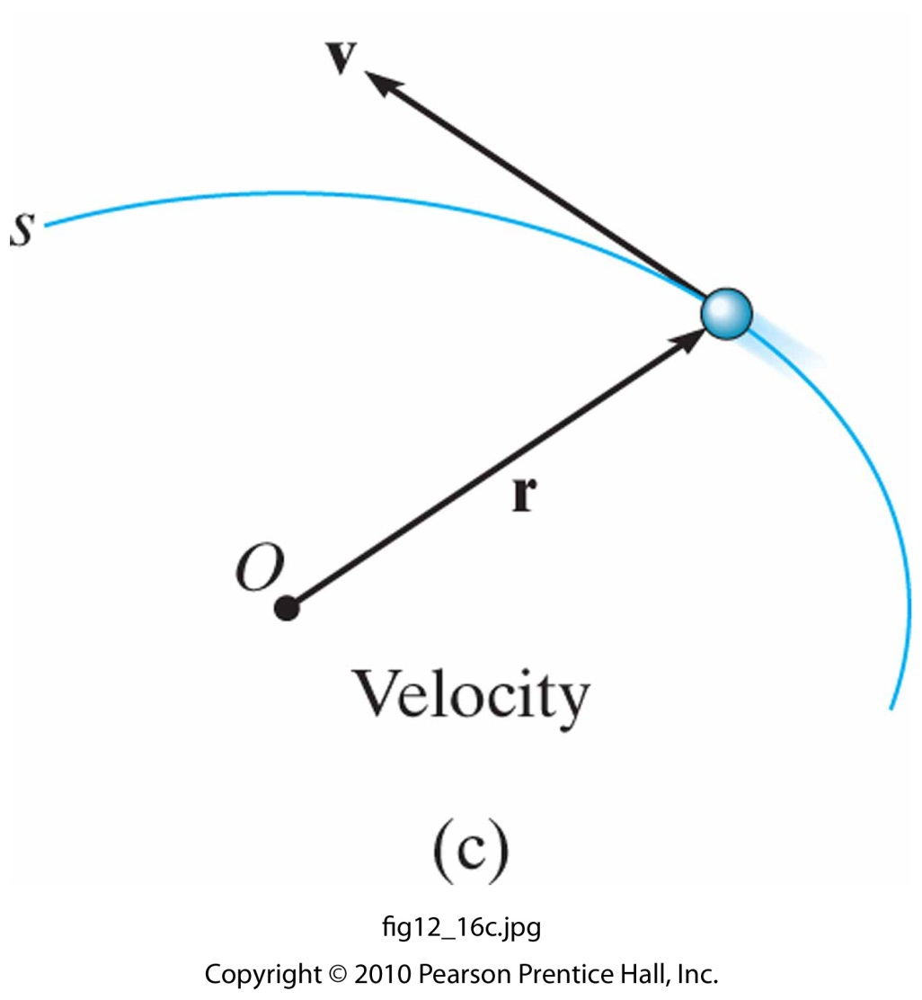 v
s
r
O
Velocity
(c)
fig12_16c.jpg
Copyright © 2010 Pearson Prentice Hall, Inc.